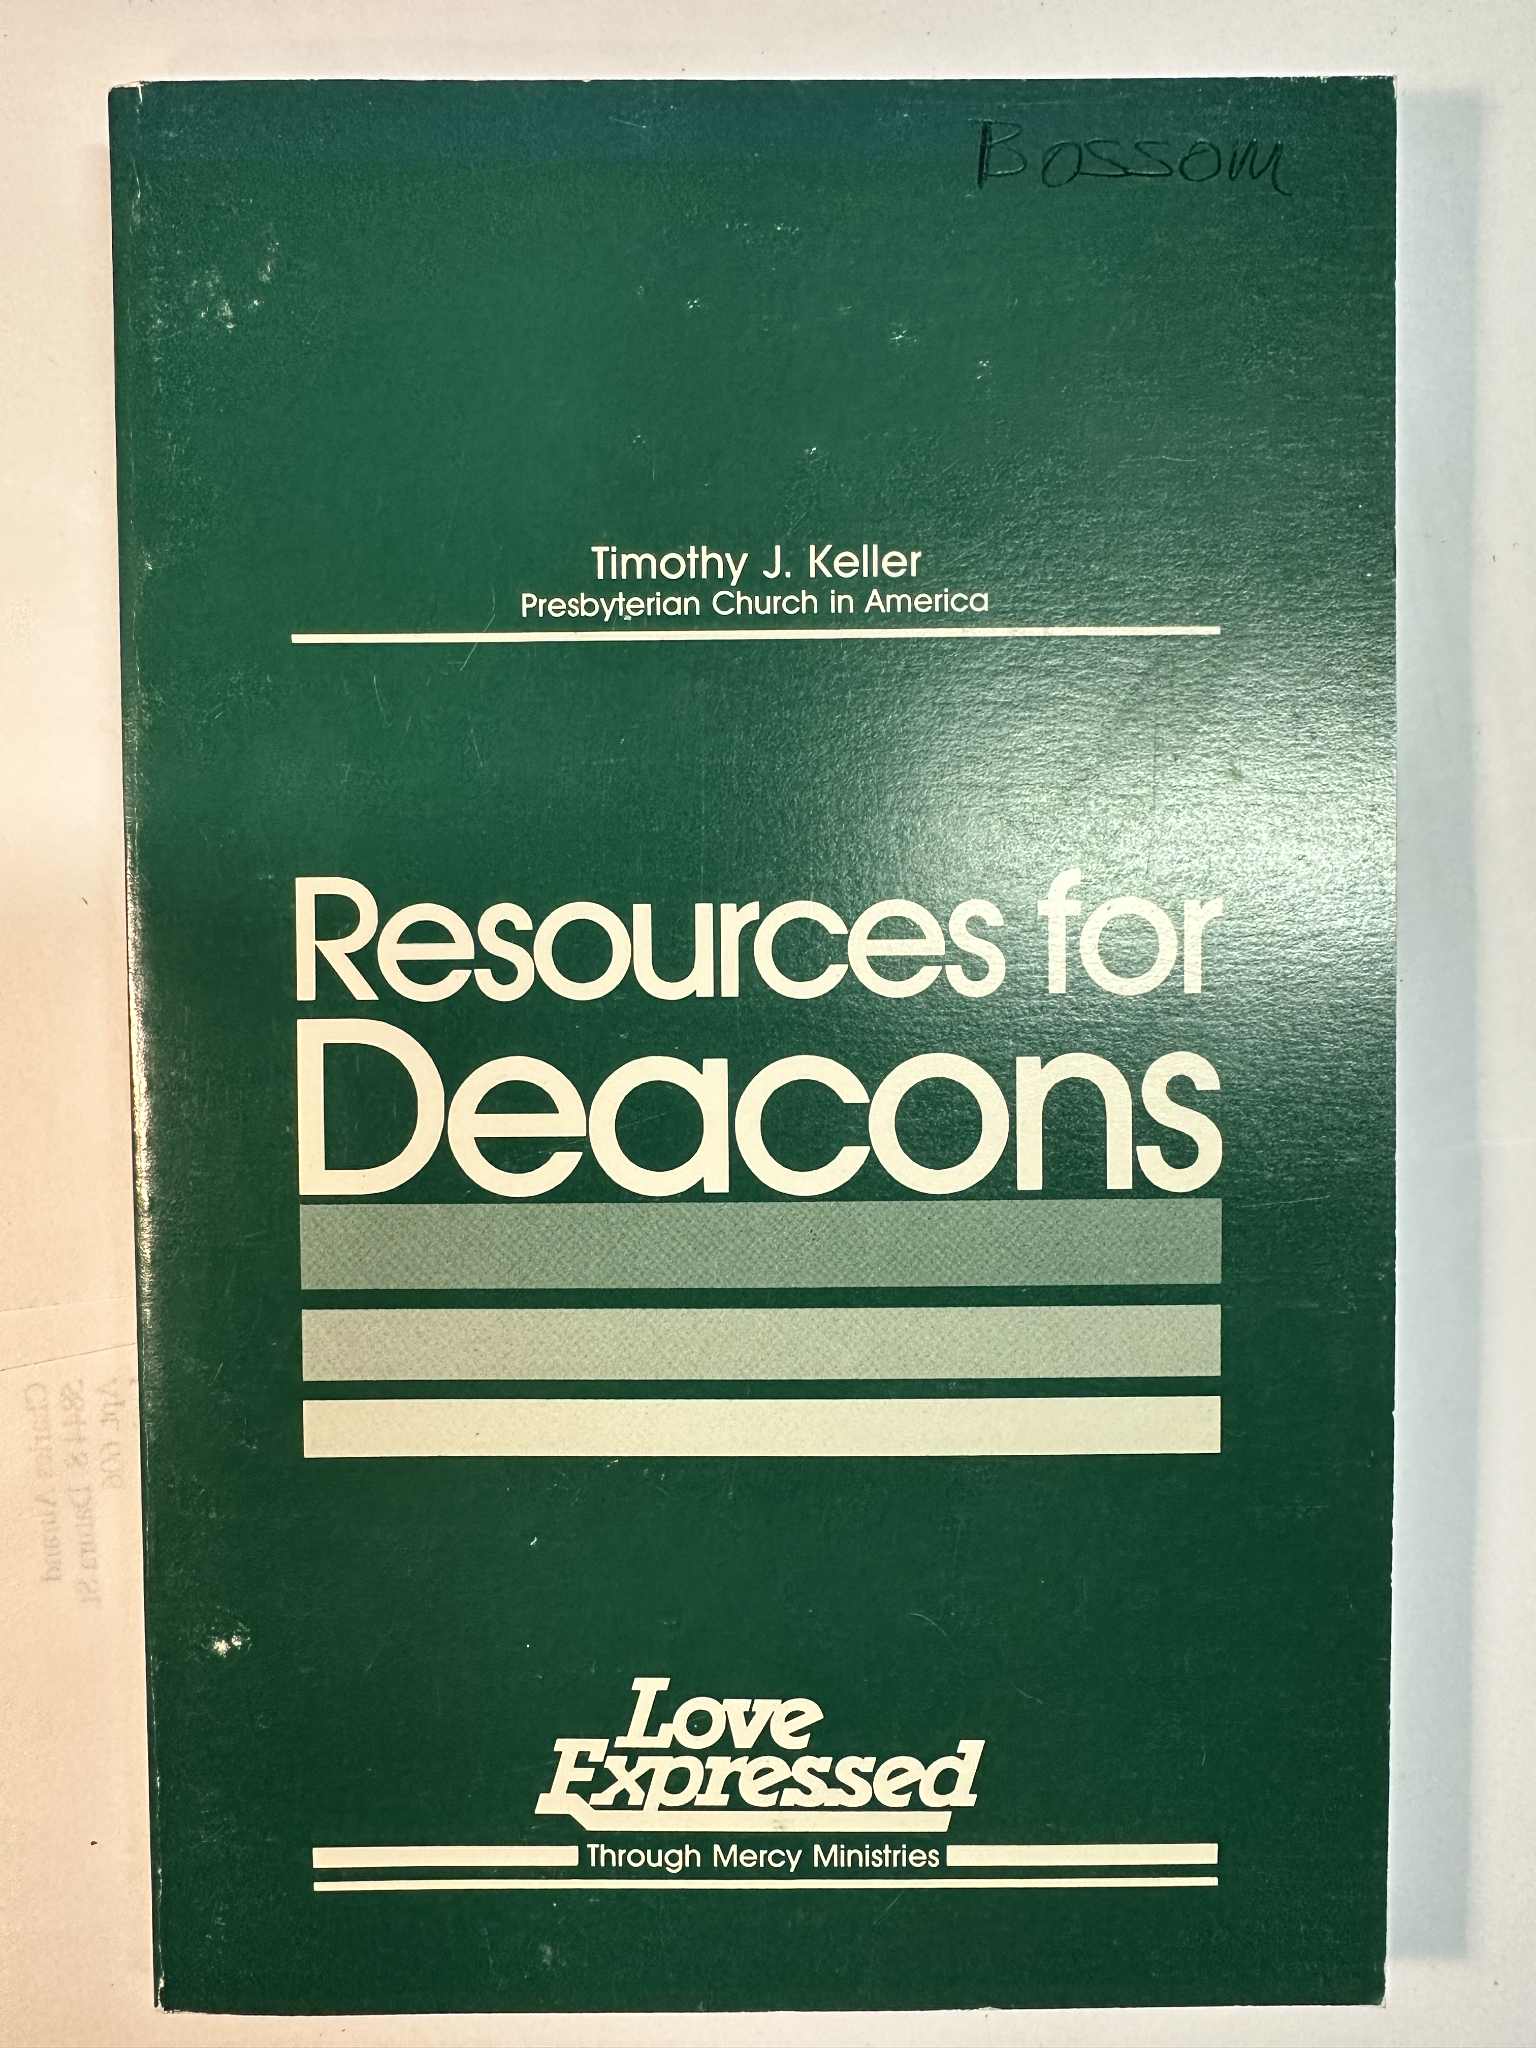 Bossom
Timothy J. Keller
Presbyterian Church in America
Resources for
Deacons
Love
Expressed
Through Mercy Ministries